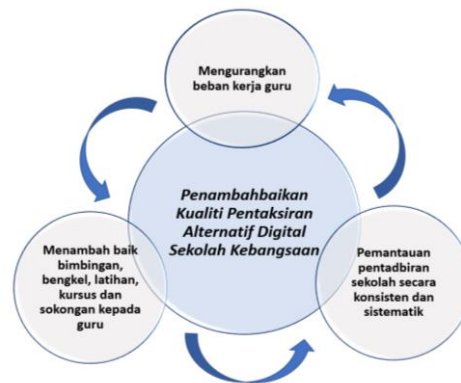 Mengurangkan
beban kerja guru
Penambahbaikan
Kualiti Pentaksiran
Alternatif Digital
Sekolah Kebangsaan
Menambah baik
bimbingan,
bengkel, latihan,
kursus dan
sokongan kepada
guru
Pemantauan
pentadbiran
sekolah secara
konsisten dan
sistematik